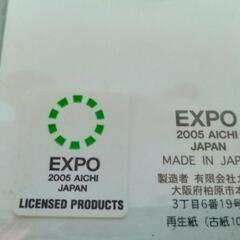 EXPO
2005 AICHI
JAPAN
LICENSED PRODUCTS
EXPO
2005 AICHI
JAPAN
MADE IN JAP
製造者 有限会社
大阪府柏原市本
3丁目6番19号
再生紙（古紙10